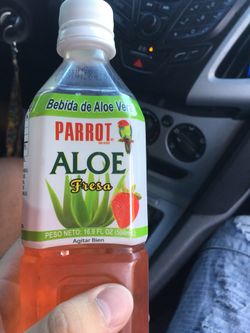 Bebida de Aloe Vera
PARROT
ALOE
Fresa
PESO NETO: 16.9 FL OZ
Agitar Bien